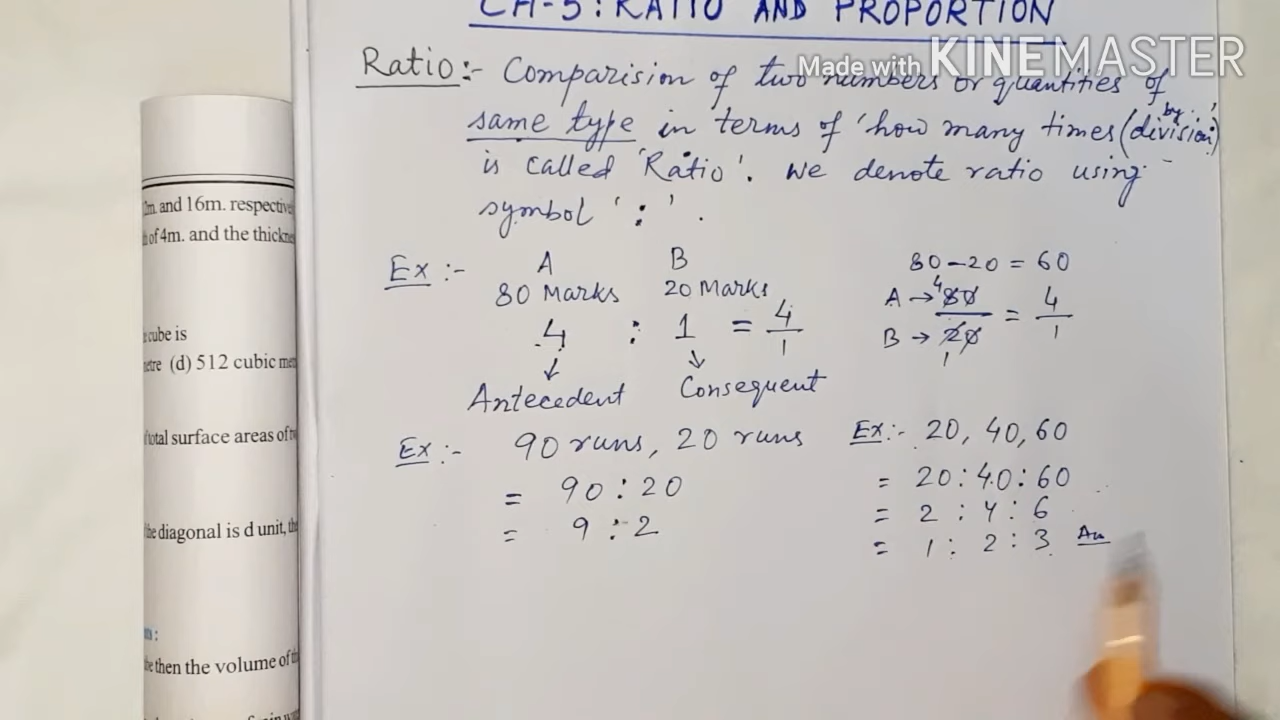 CH-5: RATIO AND PROPORTION
Made with KINEMASTER
Ratio:- Comparision of two numbers or quantities of
same type in terms of 'how many times (by division)'
is called 'Ratio'. We denote ratio using
symbol ' : ' .
Ex :- A B
80 Marks 20 Marks
4 : 1 = 4/1
Antecedent Consequent
80 - 20 = 60
A → 4 80
B → 20 1 = 4/1
Ex :- 90 runs, 20 runs
= 90 : 20
= 9 : 2
Ex:- 20, 40, 60
= 20 : 40 : 60
= 2 : 4 : 6
= 1 : 2 : 3 An
m. and 16m. respective
of 4m. and the thickne
cube is
etre (d) 512 cubic me
total surface areas of
the diagonal is d unit, th
then the volume of